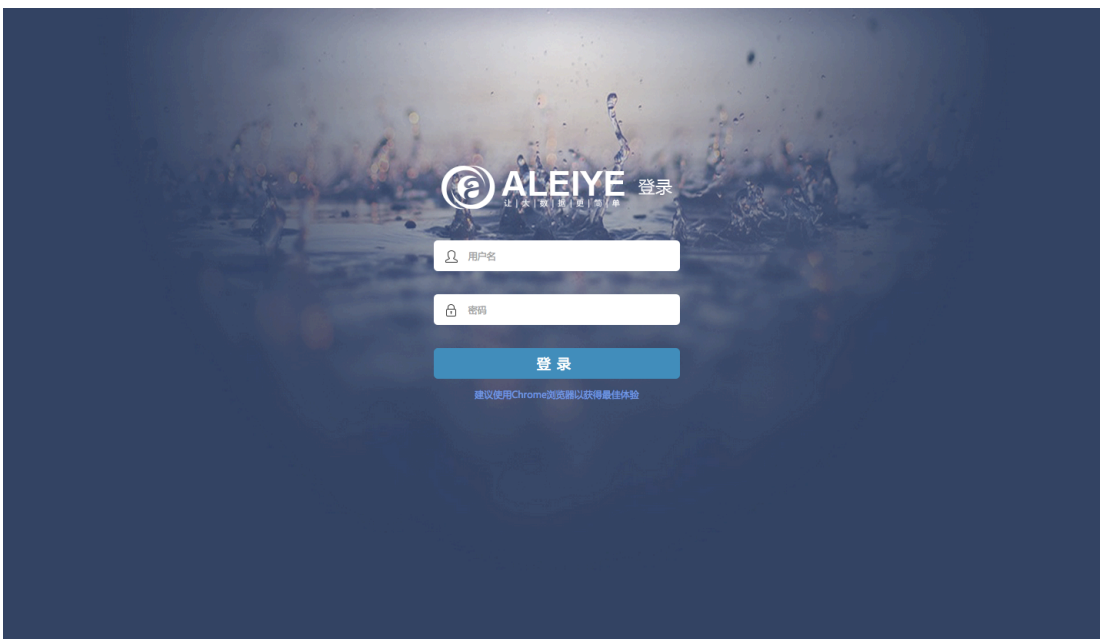 ALEIYE 登录
让|大|数|据|更|简|单
用户名
密码
登 录
建议使用Chrome浏览器以获得最佳体验